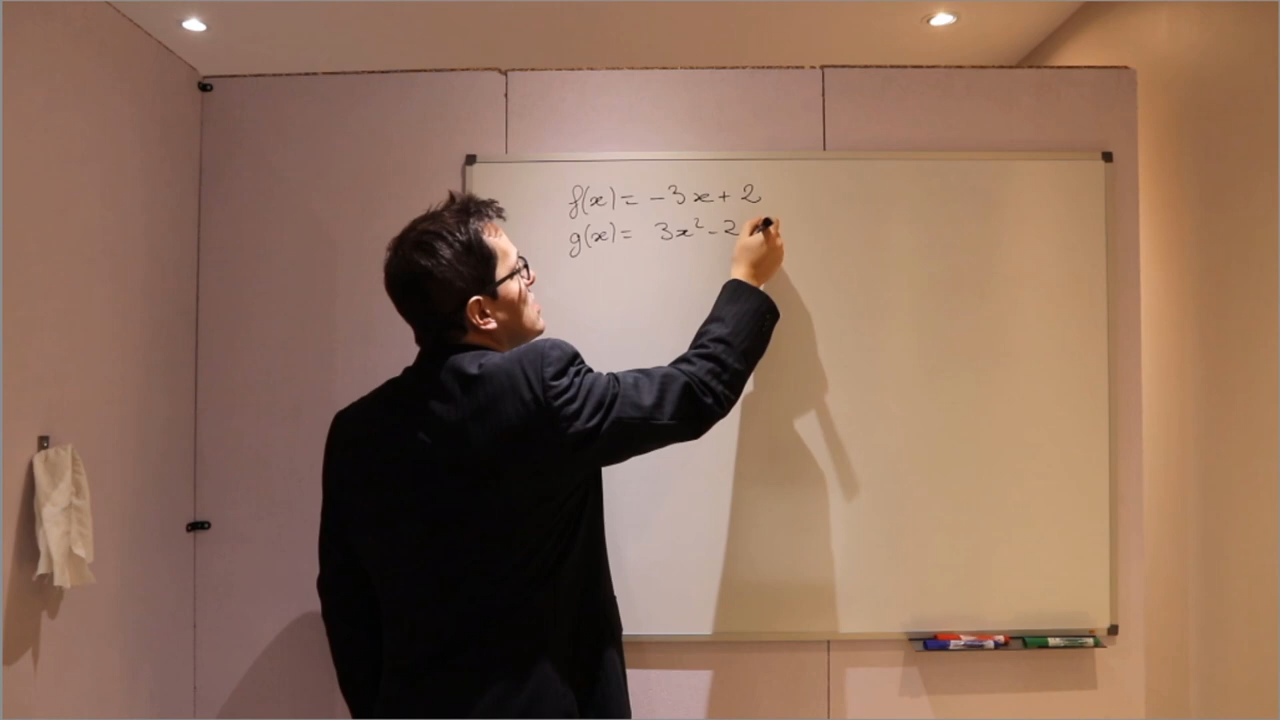 f(x) = -3x + 2
g(x) = 3x² - 2